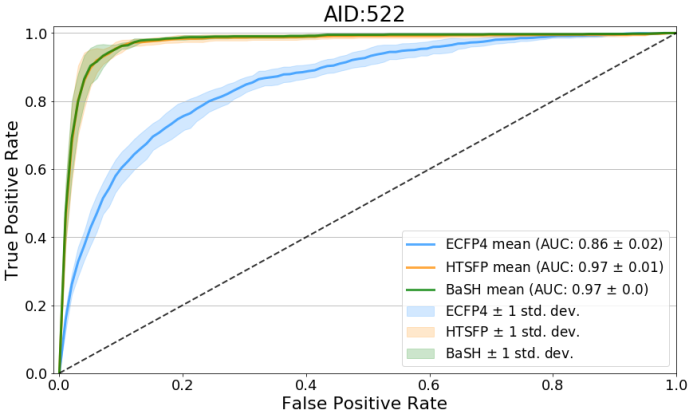 AID:522
True Positive Rate
1.0
0.8
0.6
0.4
0.2
0.0
ECFP4 mean (AUC: 0.86 ± 0.02)
HTSFP mean (AUC: 0.97 ± 0.01)
BaSH mean (AUC: 0.97 ± 0.0)
ECFP4 ± 1 std. dev.
HTSFP ± 1 std. dev.
BaSH ± 1 std. dev.
0.0 0.2 0.4 0.6 0.8 1.0
False Positive Rate